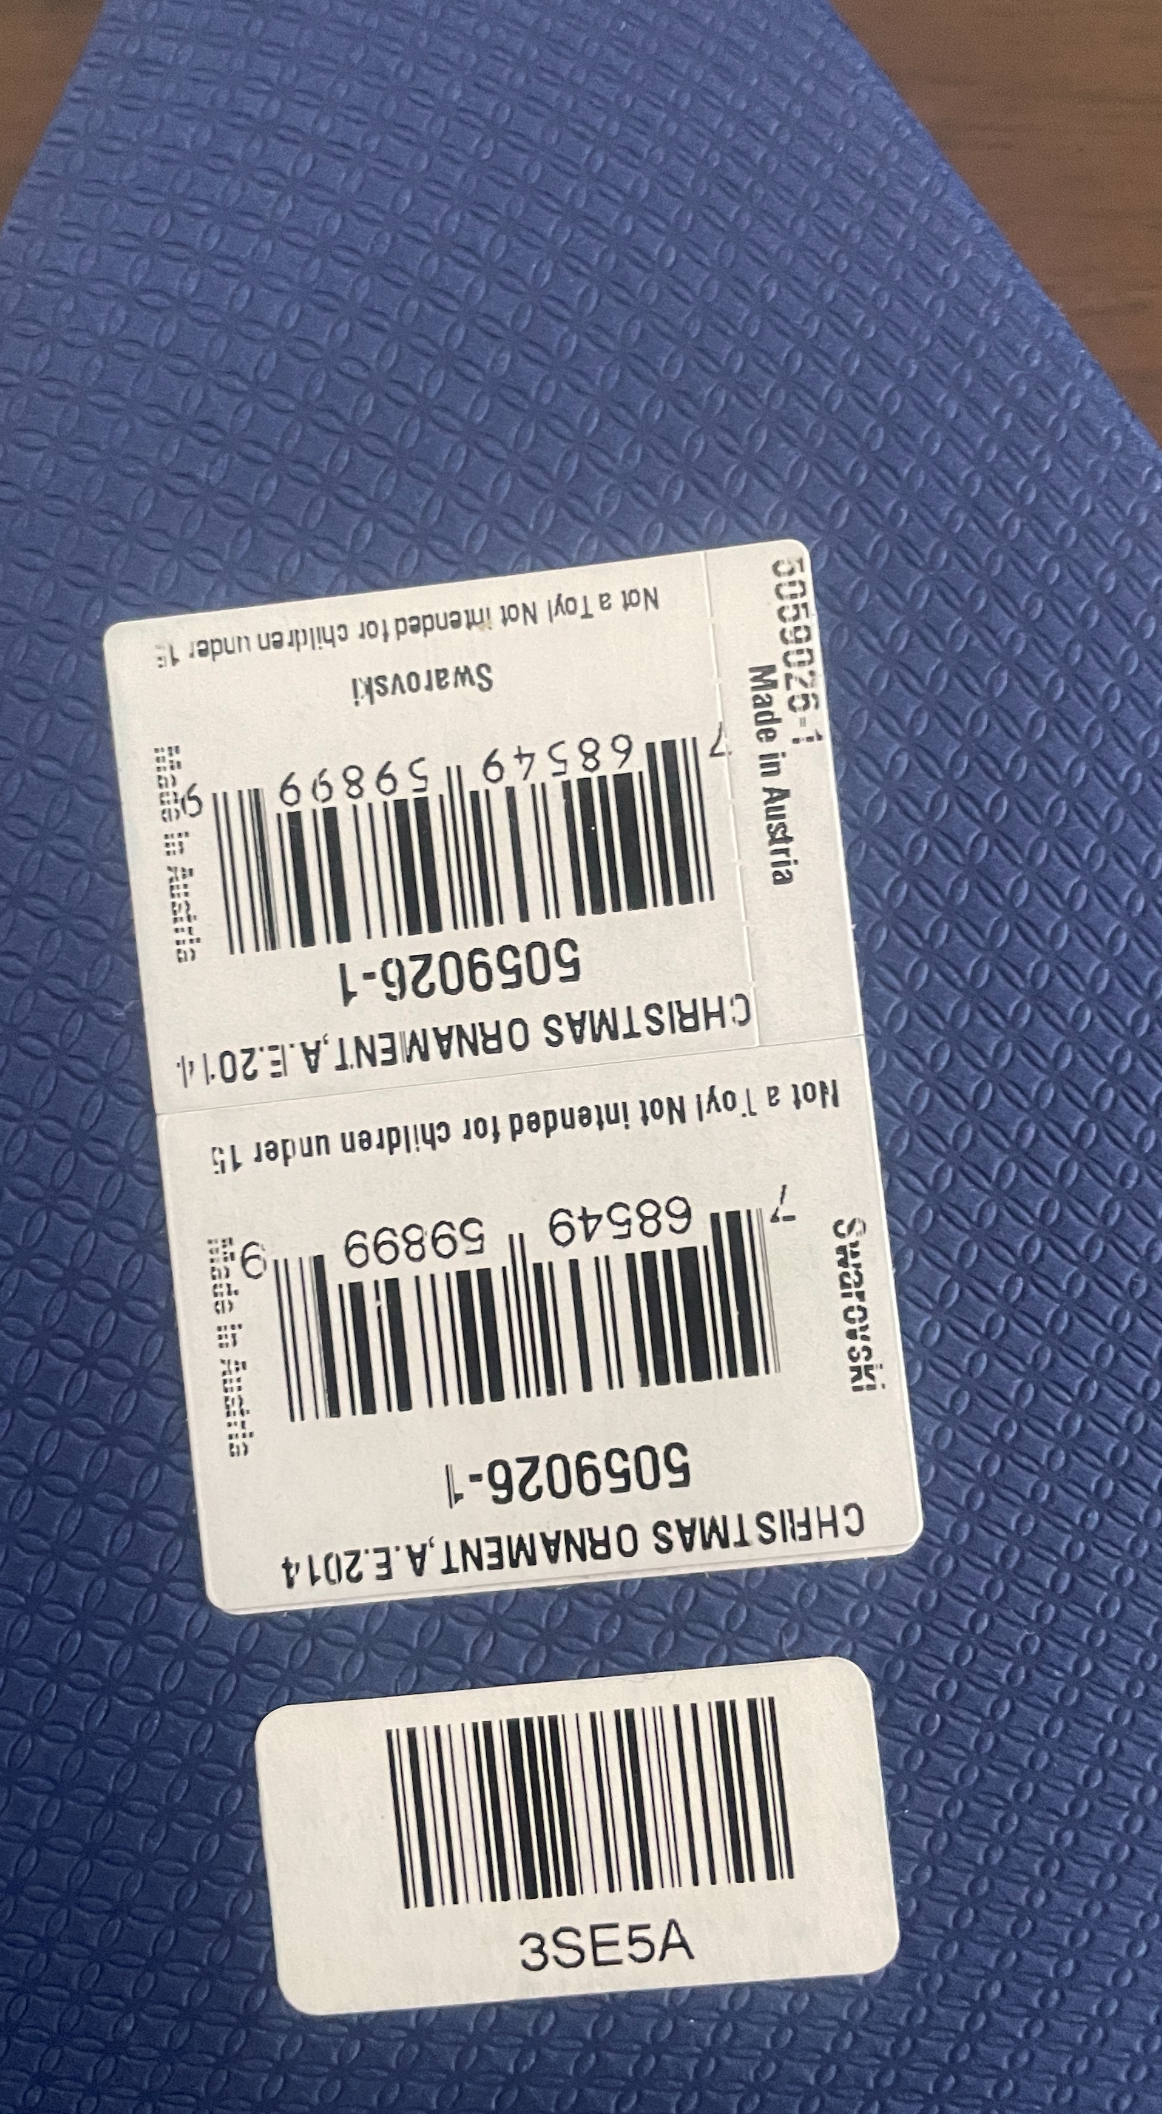 CHRISTMAS ORNAMENT,A.E.2014
5059026-1
7 68549 59899 9
Swarovski
Made in Austria
Not a Toy! Not intended for children under 15
CHRISTMAS ORNAMENT,A.E.2014
5059026-1
7 68549 59899 9
Made in Austria
Swarovski
Not a Toy! Not intended for children under 15
5059026-1
Made in Austria
3SE5A